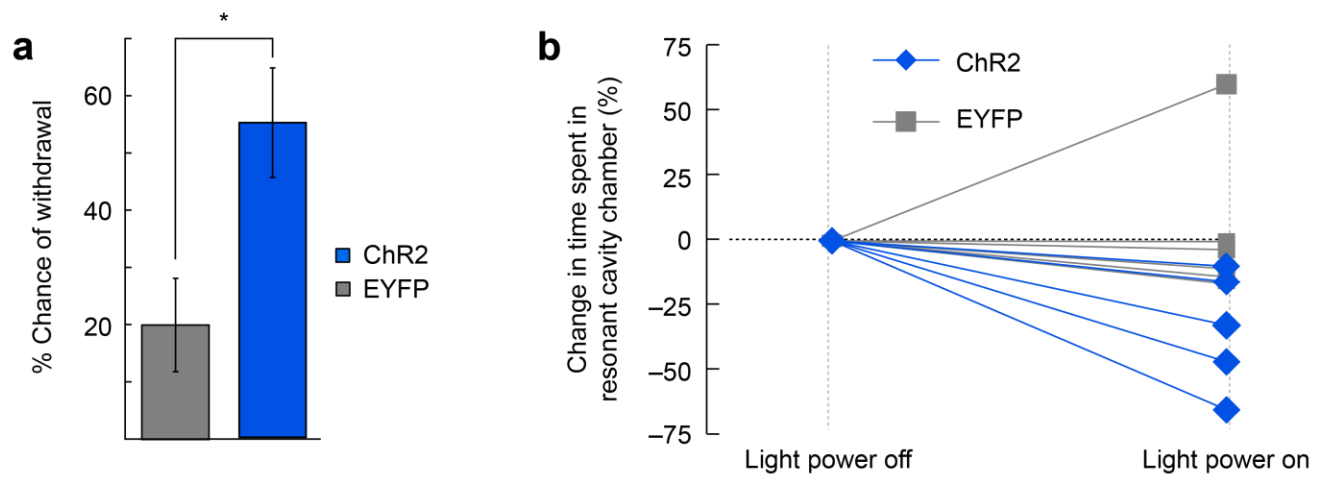 a
*
% Chance of withdrawal
60
40
20
ChR2
EYFP
b
Change in time spent in
resonant cavity chamber (%)
75
50
25
0
–25
–50
–75
ChR2
EYFP
Light power off
Light power on